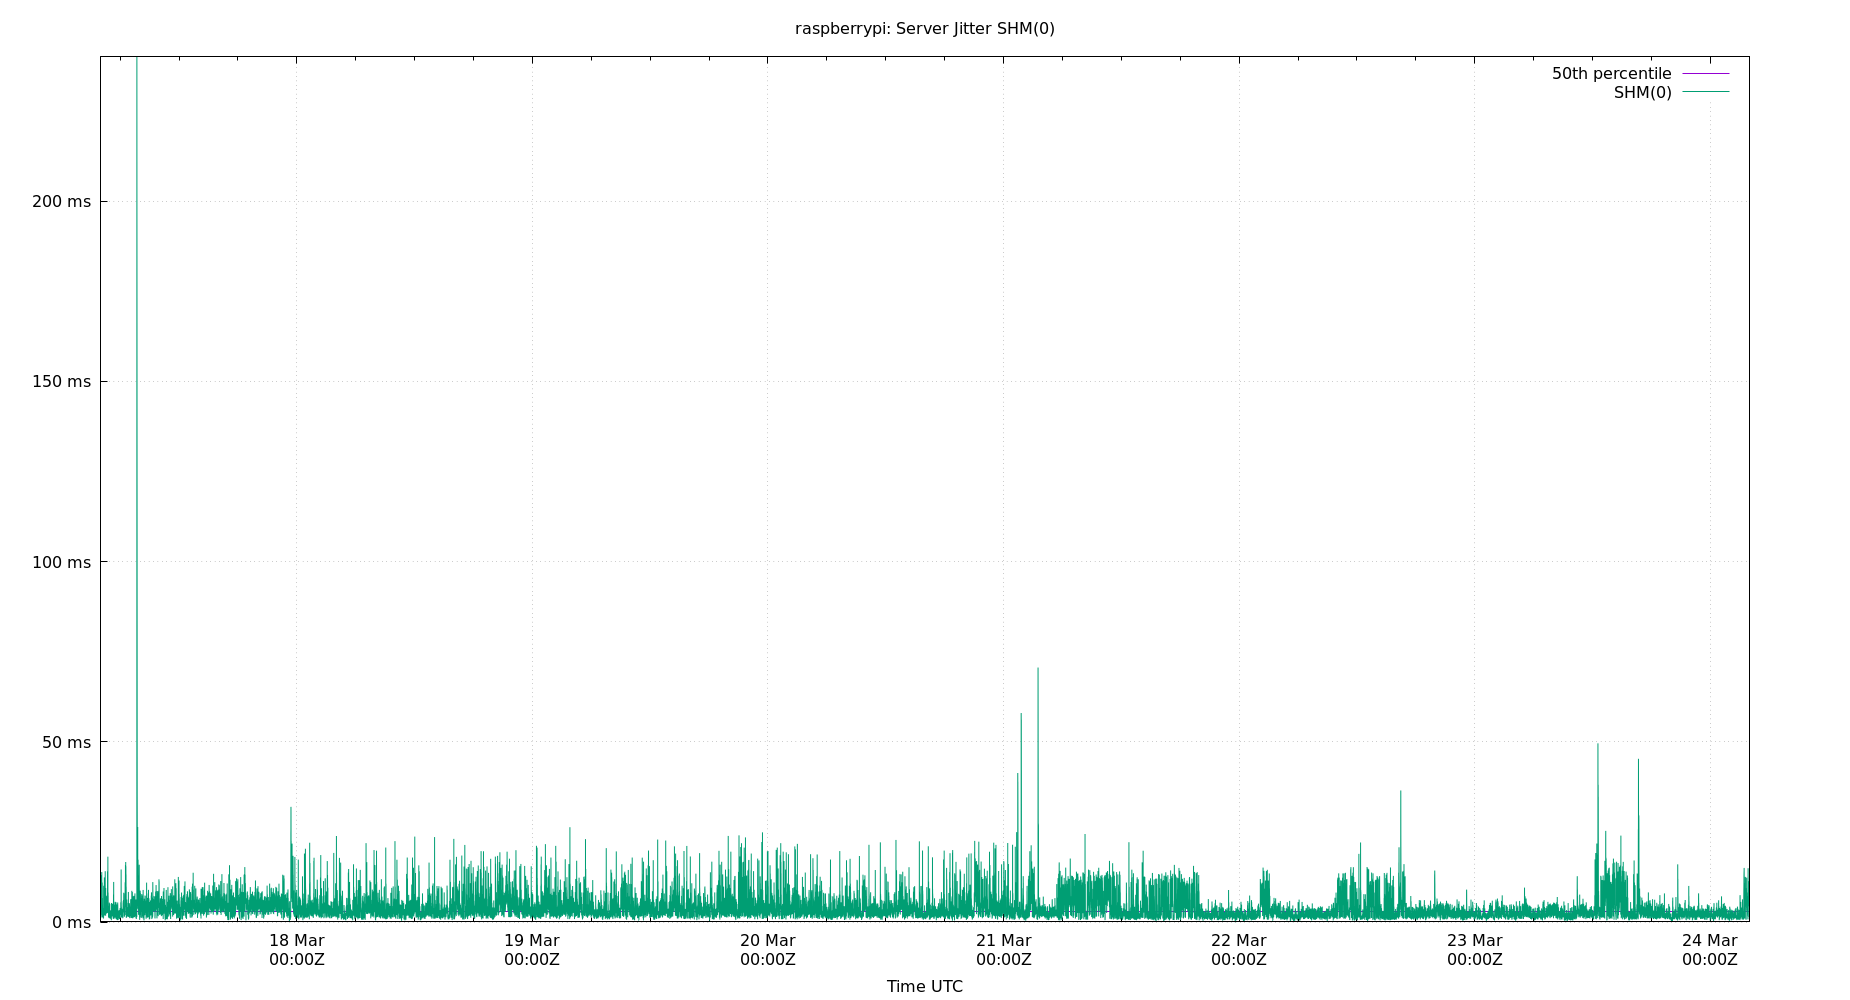 raspberrypi: Server Jitter SHM(0)
50th percentile
SHM(0)
200 ms
150 ms
100 ms
50 ms
0 ms
18 Mar 19 Mar 20 Mar 21 Mar 22 Mar 23 Mar 24 Mar
00:00Z 00:00Z 00:00Z 00:00Z 00:00Z 00:00Z 00:00Z
Time UTC